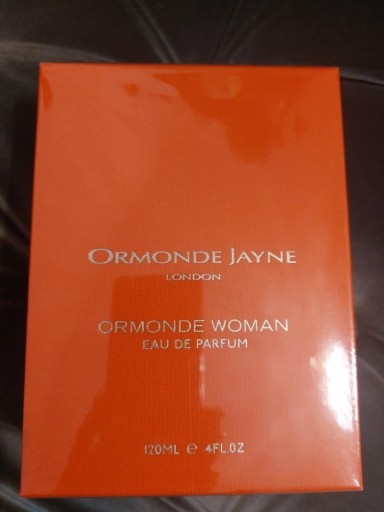 ORMONDE JAYNE
LONDON
ORMONDE WOMAN
EAU DE PARFUM
120ML ℮ 4FL.OZ